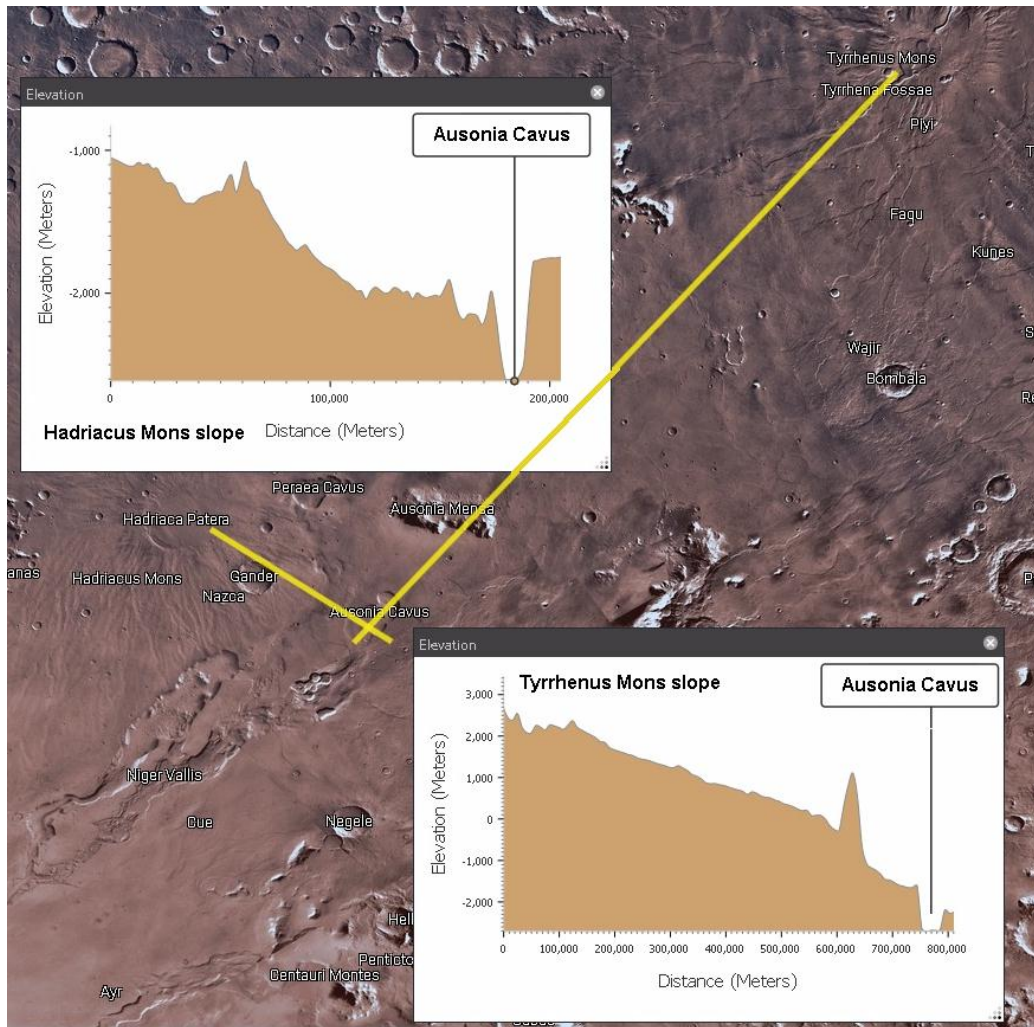 Tyrrhenus Mons
Tyrrhena Fossae
Piyi
Elevation
Ausonia Cavus
-1,000
-2,000
Elevation (Meters)
0
100,000
200,000
Hadriacus Mons slope
Distance (Meters)
Faqu
Kunes
Wajir
Bombala
Peraea Cavus
Ausonia Mensa
Hadriaca Patera
anas
Hadriacus Mons
Gander
Nazca
Ausonia Cavus
Elevation
Tyrrhenus Mons slope
Ausonia Cavus
3,000
2,000
1,000
0
-1,000
-2,000
Elevation (Meters)
0
100,000
200,000
300,000
400,000
500,000
600,000
700,000
800,000
Distance (Meters)
Niger Vallis
Cue
Negele
Hell
Penticto
Centauri Montes
Ayr